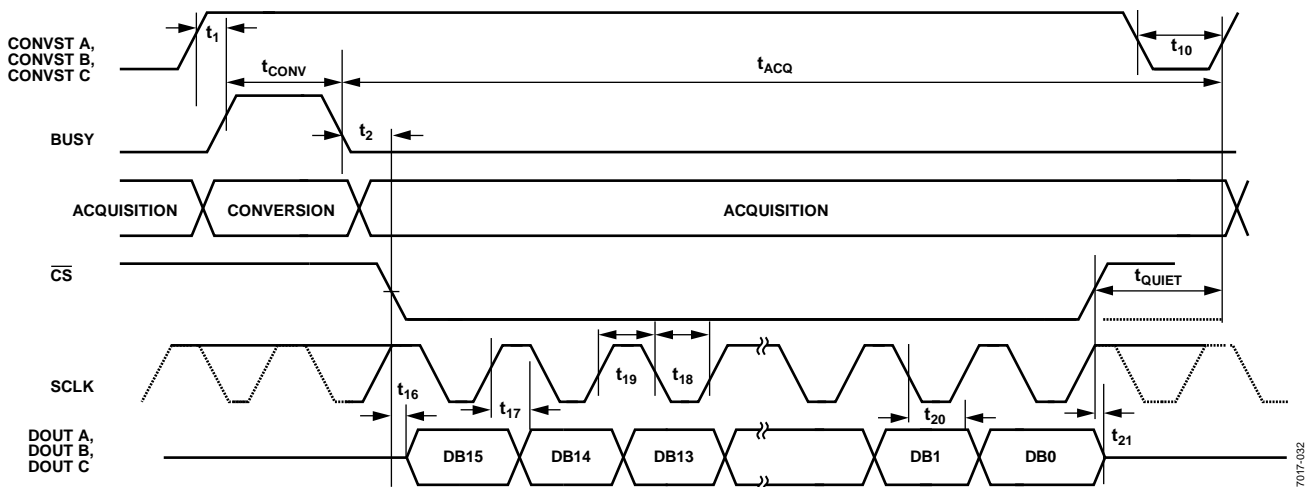 CONVST A,
CONVST B,
CONVST C
t1
tCONV
tACQ
t10
BUSY
t2
ACQUISITION
CONVERSION
ACQUISITION
CS
tQUIET
SCLK
t16
t17
t19
t18
t20
t21
DOUT A,
DOUT B,
DOUT C
DB15
DB14
DB13
DB1
DB0
7017-032